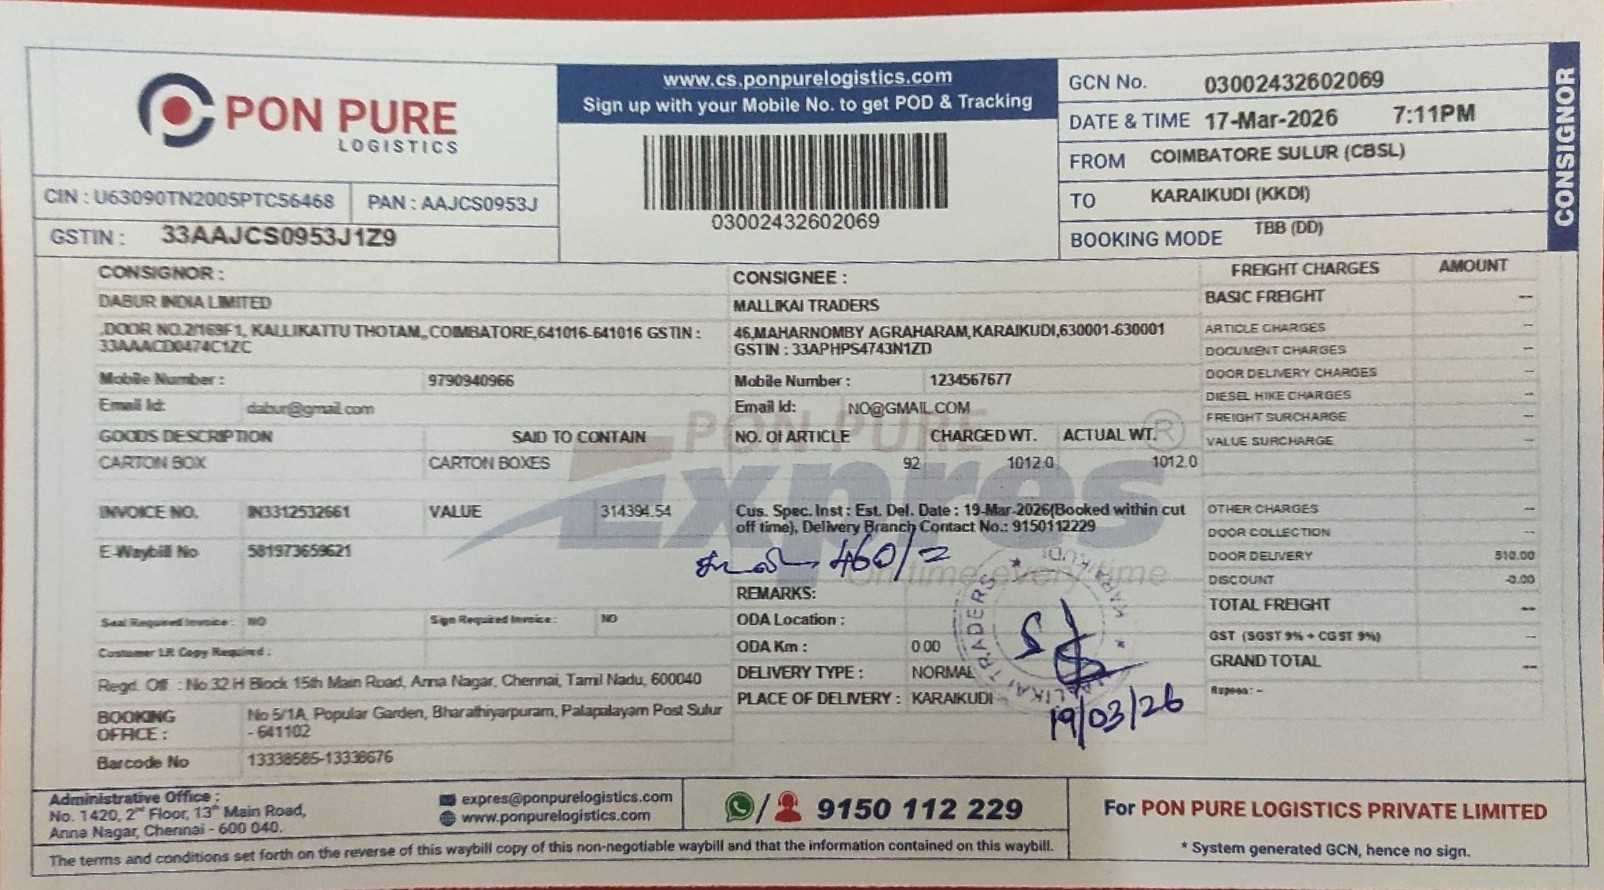 PON PURE
LOGISTICS
CIN : U63090TN2005PTC56468
PAN : AAJCS0953J
GSTIN : 33AAJCS0953J1Z9
www.cs.ponpurelogistics.com
Sign up with your Mobile No. to get POD & Tracking
03002432602069
GCN No. 03002432602069
DATE & TIME 17-Mar-2026 7:11PM
FROM COIMBATORE SULUR (CBSL)
TO KARAIKUDI (KKDI)
BOOKING MODE TBB (DD)
CONSIGNOR
CONSIGNOR :
DABUR INDIA LIMITED
,DOOR NO.2/169F1, KALLIKATTU THOTAM,,COIMBATORE,641016-641016 GSTIN :
33AAACD0474C1ZC
Mobile Number : 9790940966
Email Id: dabur@gmail.com
CONSIGNEE :
MALLIKAI TRADERS
46,MAHARNOMBY AGRAHARAM,KARAIKUDI,630001-630001
GSTIN : 33APHPS4743N1ZD
Mobile Number : 1234567677
Email Id: NO@GMAIL.COM
GOODS DESCRIPTION SAID TO CONTAIN NO. Of ARTICLE CHARGED WT. ACTUAL WT.
CARTON BOX CARTON BOXES 92 1012.0 1012.0
INVOICE NO. IN3312532661 VALUE 314394.54
E-Waybill No 581973659621
Cus. Spec. Inst : Est. Del. Date : 19-Mar-2026(Booked within cut
off time), Delivery Branch Contact No.: 9150112229
460/2
REMARKS:
ODA Location :
ODA Km : 0.00
DELIVERY TYPE : NORMAL
PLACE OF DELIVERY : KARAIKUDI
19/03/26
Seal Required Invoice : NO Sign Required Invoice : NO
Customer LR Copy Required :
Regd. Off. : No 32 H Block 15th Main Road, Anna Nagar, Chennai, Tamil Nadu, 600040
BOOKING OFFICE : No 5/1A, Popular Garden, Bharathiyarpuram, Palapalayam Post Sulur
- 641102
Barcode No 13338585-13338676
FREIGHT CHARGES AMOUNT
BASIC FREIGHT --
ARTICLE CHARGES --
DOCUMENT CHARGES --
DOOR DELIVERY CHARGES --
DIESEL HIKE CHARGES --
FREIGHT SURCHARGE --
VALUE SURCHARGE --
OTHER CHARGES --
DOOR COLLECTION --
DOOR DELIVERY 510.00
DISCOUNT -0.00
TOTAL FREIGHT --
GST (SGST 9% + CGST 9%) --
GRAND TOTAL --
Rupees: -
PON PURE
Expres
On time every time
MALLIKAI TRADERS * KARAIKUDI *
Administrative Office :
No. 1420, 2nd Floor, 13th Main Road,
Anna Nagar, Chennai - 600 040.
expres@ponpurelogistics.com
www.ponpurelogistics.com
9150 112 229
For PON PURE LOGISTICS PRIVATE LIMITED
The terms and conditions set forth on the reverse of this waybill copy of this non-negotiable waybill and that the information contained on this waybill.
* System generated GCN, hence no sign.